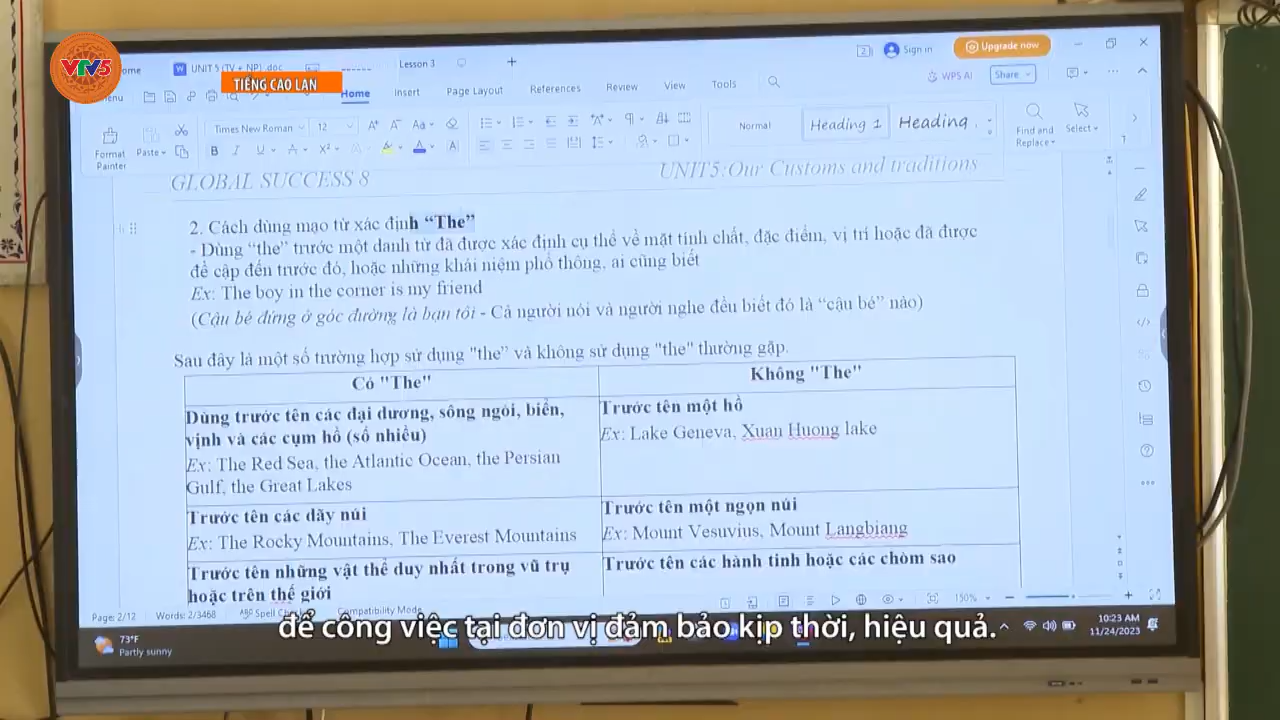 VTV5
TIẾNG CAO LAN
ome
UNIT 5 (TV + NP).doc
Lesson 3
+
Sign in
Upgrade now
enu
Home
Insert
Page Layout
References
Review
View
Tools
WPS AI
Share
Format
Painter
Paste
Times New Roman
12
Normal
Heading 1
Heading
Find and
Replace
Select
GLOBAL SUCCESS 8
UNIT5:Our Customs and traditions
2. Cách dùng mạo từ xác định “The”
- Dùng “the” trước một danh từ đã được xác định cụ thể về mặt tính chất, đặc điểm, vị trí hoặc đã được
đề cập đến trước đó, hoặc những khái niệm phổ thông, ai cũng biết
Ex: The boy in the corner is my friend
(Cậu bé đứng ở góc đường là bạn tôi - Cả người nói và người nghe đều biết đó là “cậu bé” nào)
Sau đây là một số trường hợp sử dụng "the” và không sử dụng "the" thường gặp.
Có "The"
Không "The"
Dùng trước tên các đại dương, sông ngòi, biển,
vịnh và các cụm hồ (số nhiều)
Ex: The Red Sea, the Atlantic Ocean, the Persian
Gulf, the Great Lakes
Trước tên một hồ
Ex: Lake Geneva, Xuan Huong lake
Trước tên các dãy núi
Ex: The Rocky Mountains, The Everest Mountains
Trước tên một ngọn núi
Ex: Mount Vesuvius, Mount Langbiang
Trước tên những vật thể duy nhất trong vũ trụ
hoặc trên thế giới
Trước tên các hành tinh hoặc các chòm sao
Page: 2/12
Words: 2/3468
Spell Check
Compatibility Mode
150%
để công việc tại đơn vị đảm bảo kịp thời, hiệu quả.
73°F
Partly sunny
10:23 AM
11/24/2023